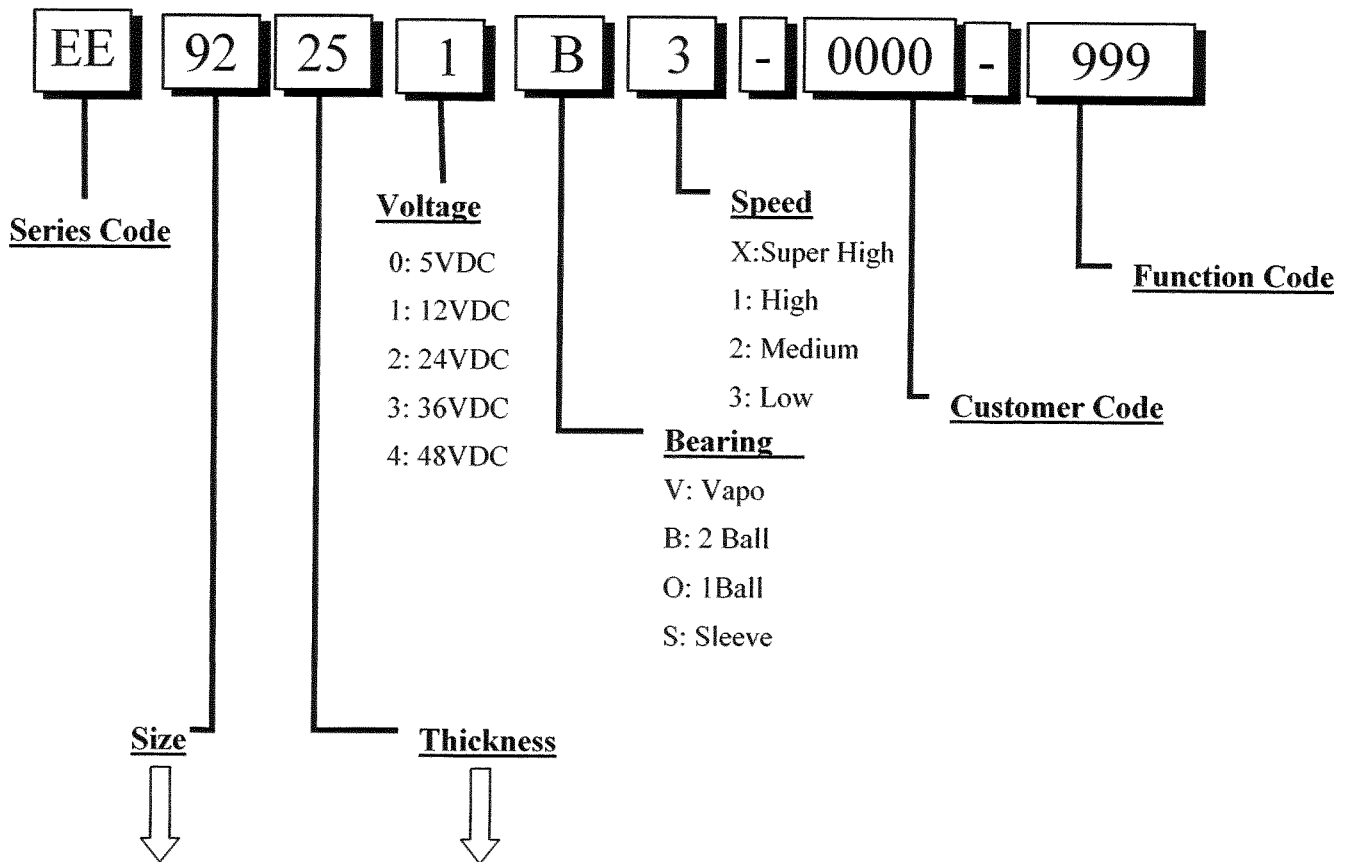 EE 92 25 1 B 3 - 0000 - 999
Series Code
Voltage
0: 5VDC
1: 12VDC
2: 24VDC
3: 36VDC
4: 48VDC
Speed
X:Super High
1: High
2: Medium
3: Low
Function Code
Customer Code
Bearing
V: Vapo
B: 2 Ball
O: 1Ball
S: Sleeve
Size
Thickness